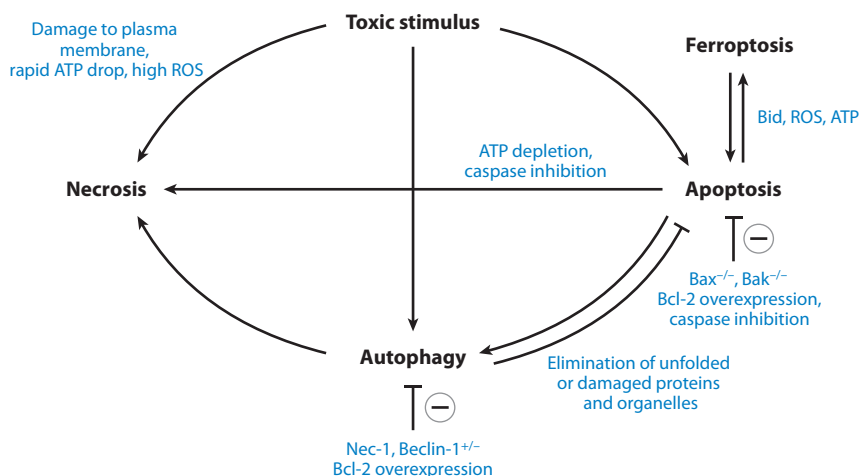 Toxic stimulus
Damage to plasma
membrane,
rapid ATP drop, high ROS
Ferroptosis
Bid, ROS, ATP
ATP depletion,
caspase inhibition
Necrosis
Apoptosis
Bax⁻/⁻, Bak⁻/⁻
Bcl-2 overexpression,
caspase inhibition
Autophagy
Elimination of unfolded
or damaged proteins
and organelles
Nec-1, Beclin-1⁺/⁻
Bcl-2 overexpression